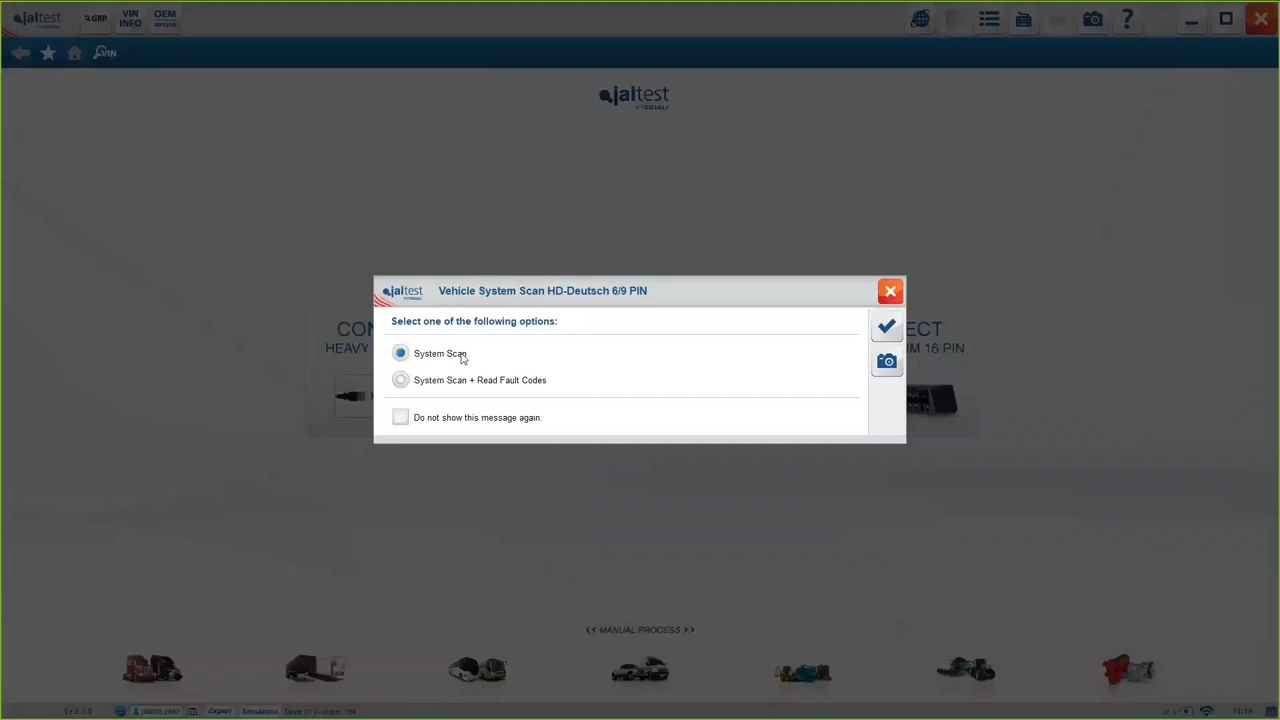 jaltest
GRP
VIN
INFO
OEM
VIN
jaltest
BY COJALI
jaltest
Vehicle System Scan HD-Deutsch 6/9 PIN
Select one of the following options:
System Scan
System Scan + Read Fault Codes
Do not show this message again.
HEAVY
16 PIN
MANUAL PROCESS
Expert
Simulation